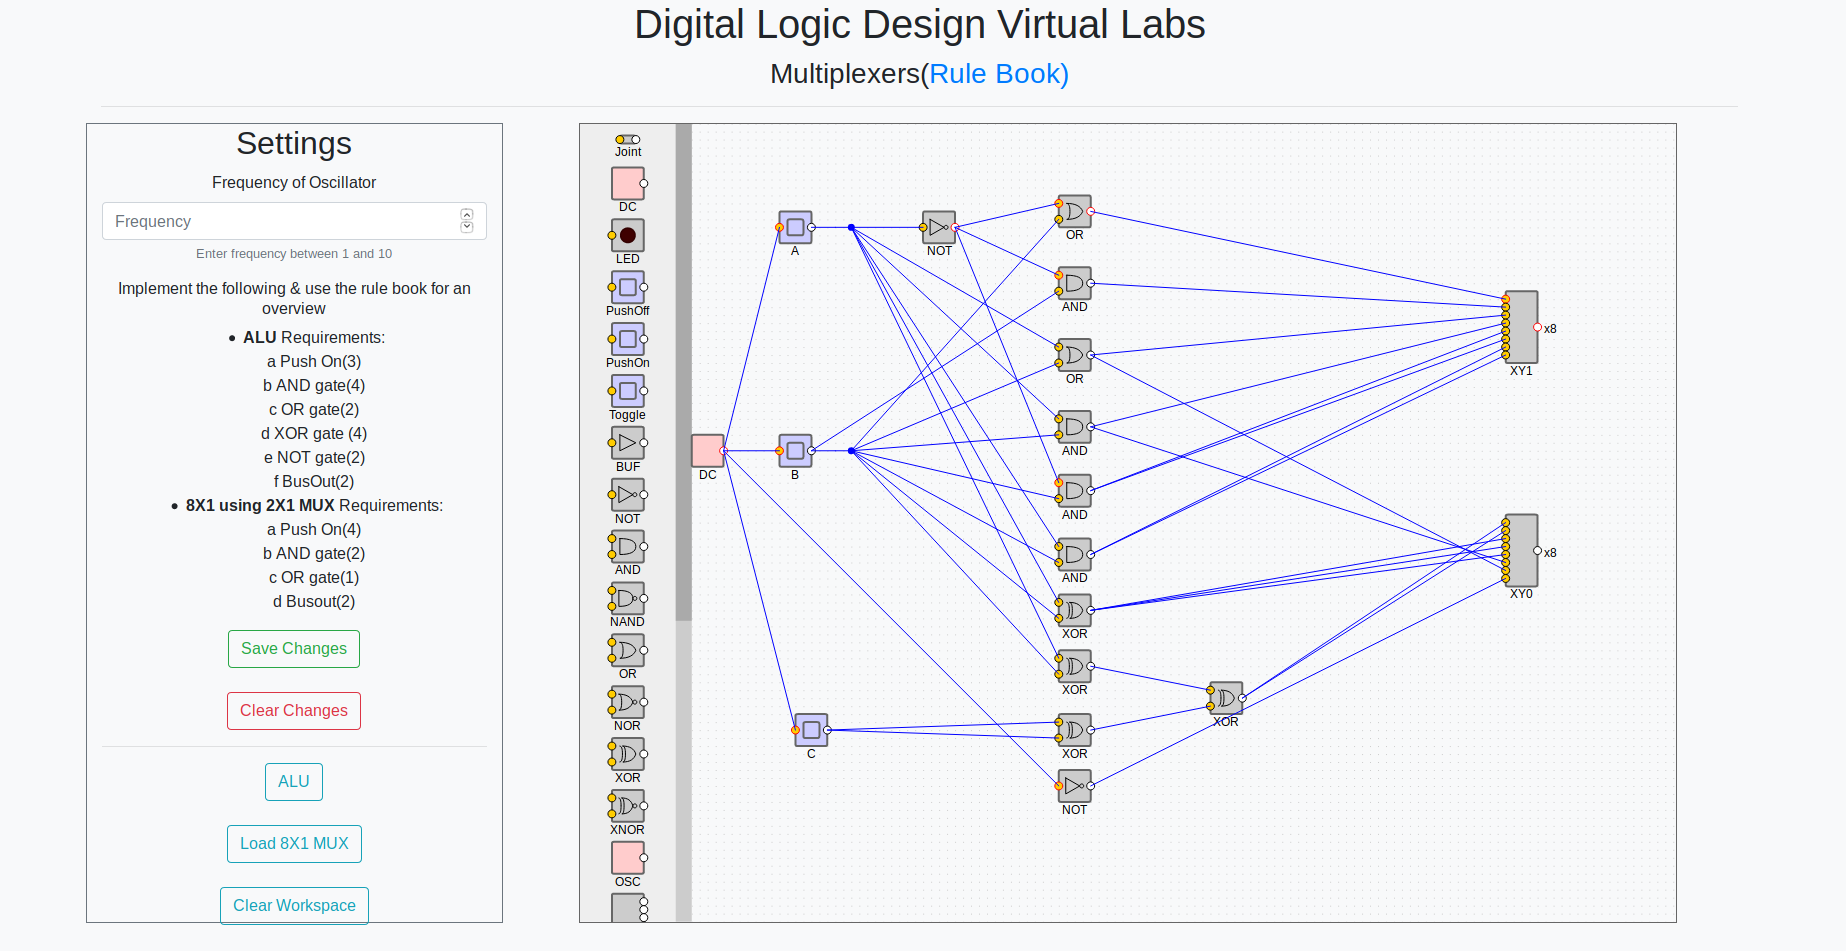 Digital Logic Design Virtual Labs
Multiplexers(Rule Book)
Settings
Frequency of Oscillator
Frequency
Enter frequency between 1 and 10
Implement the following & use the rule book for an
overview
• ALU Requirements:
a Push On(3)
b AND gate(4)
c OR gate(2)
d XOR gate (4)
e NOT gate(2)
f BusOut(2)
• 8X1 using 2X1 MUX Requirements:
a Push On(4)
b AND gate(2)
c OR gate(1)
d Busout(2)
Save Changes
Clear Changes
ALU
Load 8X1 MUX
Clear Workspace
Joint
DC
LED
PushOff
PushOn
Toggle
BUF
NOT
AND
NAND
OR
NOR
XOR
XNOR
OSC
DC
A
B
C
NOT
OR
AND
OR
AND
AND
AND
XOR
XOR
XOR
NOT
XOR
x8
XY1
x8
XY0